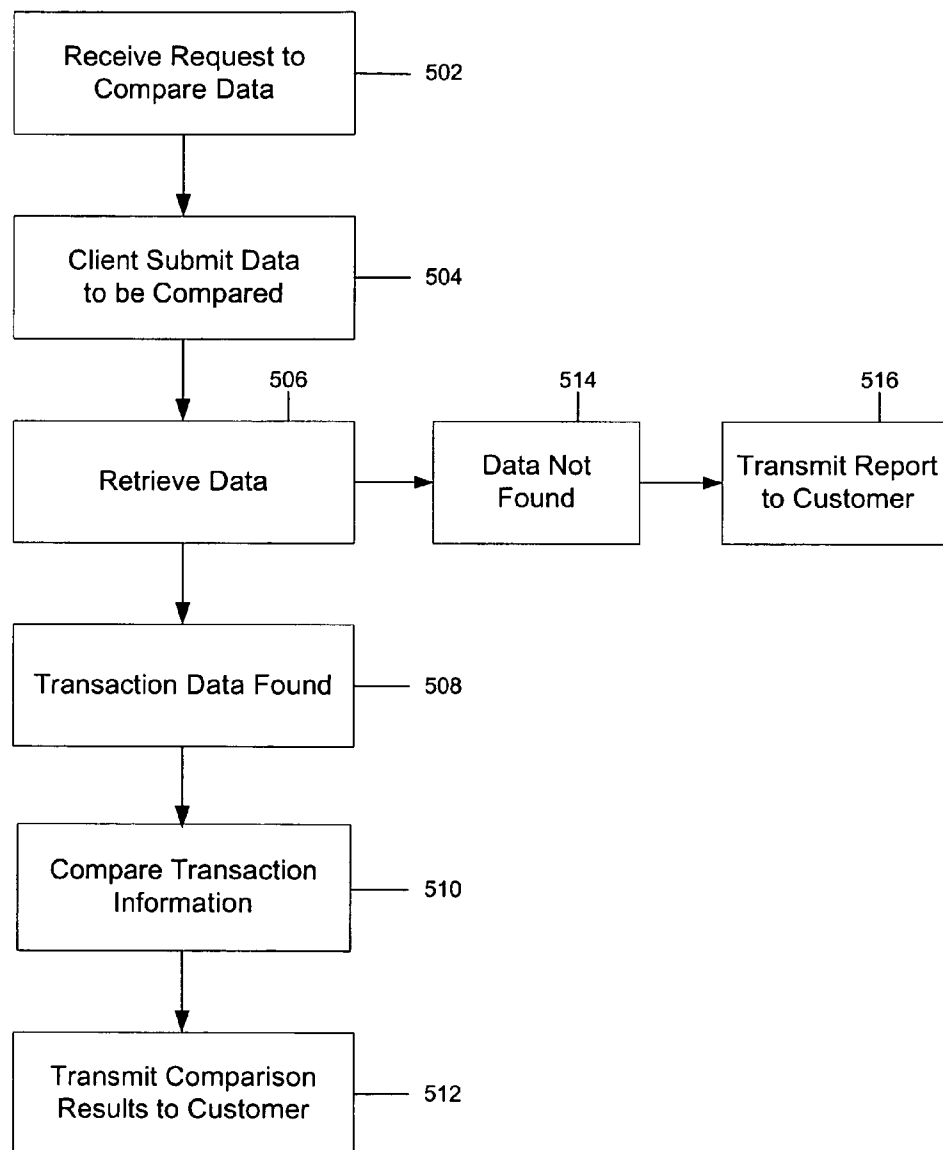 Receive Request to
Compare Data
502
Client Submit Data
to be Compared
504
506
514
516
Retrieve Data
Data Not
Found
Transmit Report
to Customer
Transaction Data Found
508
Compare Transaction
Information
510
Transmit Comparison
Results to Customer
512